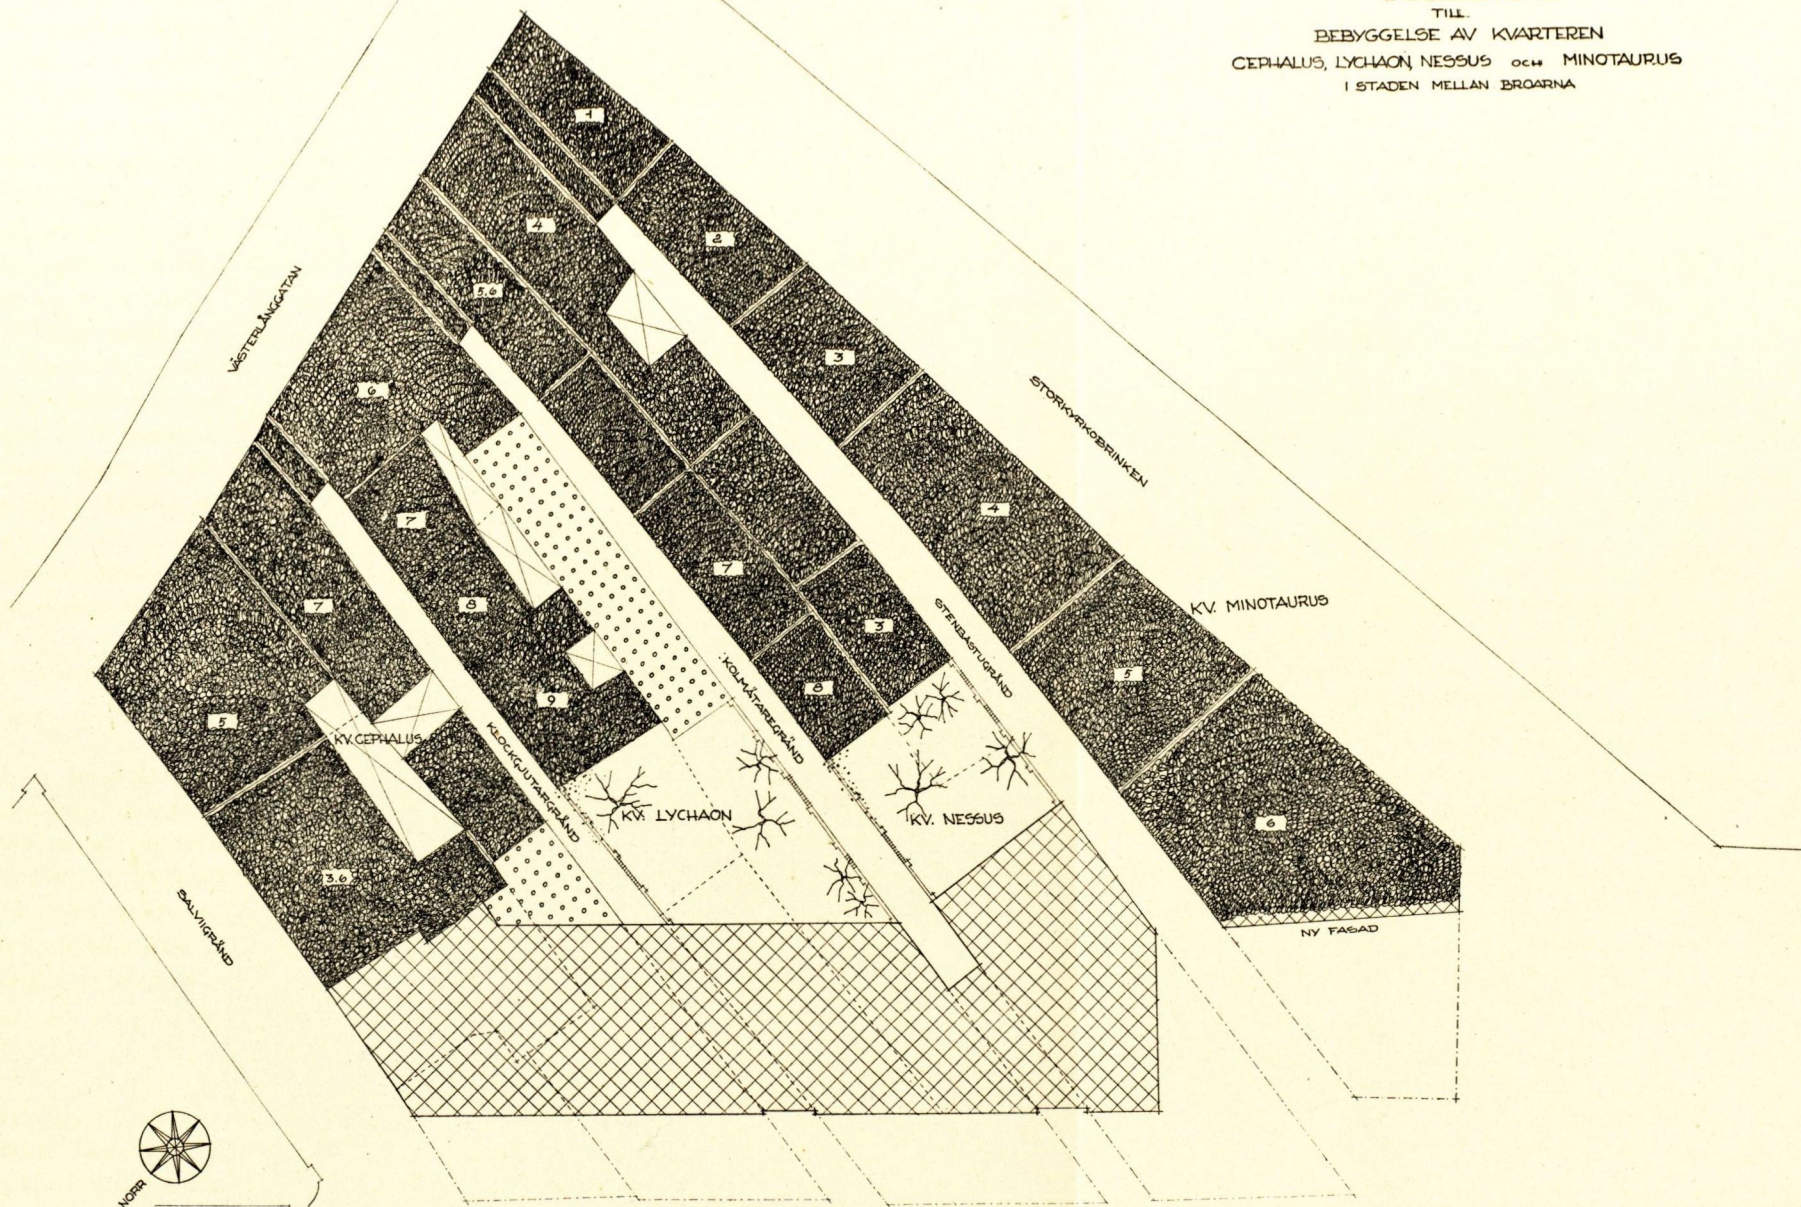 TILL
BEBYGGELSE AV KVARTEREN
CEPHALUS, LYCHAON, NESSUS OCH MINOTAURUS
I STADEN MELLAN BROARNA
1
4
2
5.6
3
VÄSTERLÅNGGATAN
6
STORKYRKOBRINKEN
4
7
7
8
7
3
STENBASTUGRÄND
KV. MINOTAURUS
5
KOLMÄTAREGRÄND
8
9
5
KV. CEPHALUS
KLOCKGJUTARGRÄND
KV. LYCHAON
KV. NESSUS
6
3.6
SALVIIGRÄND
NY FASAD
NORR